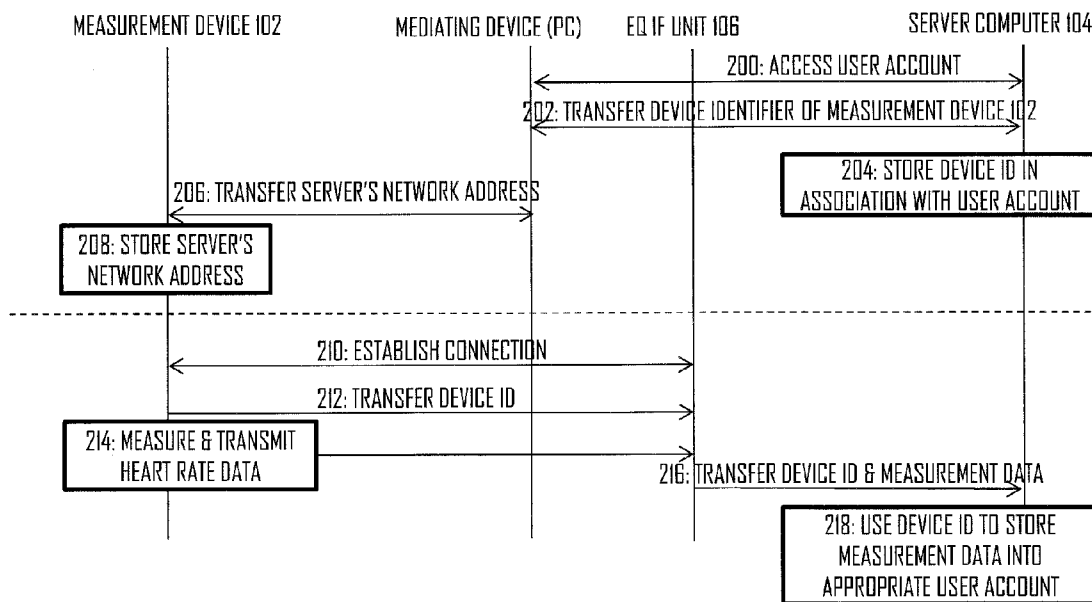 MEASUREMENT DEVICE 102
MEDIATING DEVICE (PC)
EQ IF UNIT 106
SERVER COMPUTER 104
200: ACCESS USER ACCOUNT
202: TRANSFER DEVICE IDENTIFIER OF MEASUREMENT DEVICE 102
204: STORE DEVICE ID IN
ASSOCIATION WITH USER ACCOUNT
206: TRANSFER SERVER'S NETWORK ADDRESS
208: STORE SERVER'S
NETWORK ADDRESS
210: ESTABLISH CONNECTION
212: TRANSFER DEVICE ID
214: MEASURE & TRANSMIT
HEART RATE DATA
216: TRANSFER DEVICE ID & MEASUREMENT DATA
218: USE DEVICE ID TO STORE
MEASUREMENT DATA INTO
APPROPRIATE USER ACCOUNT